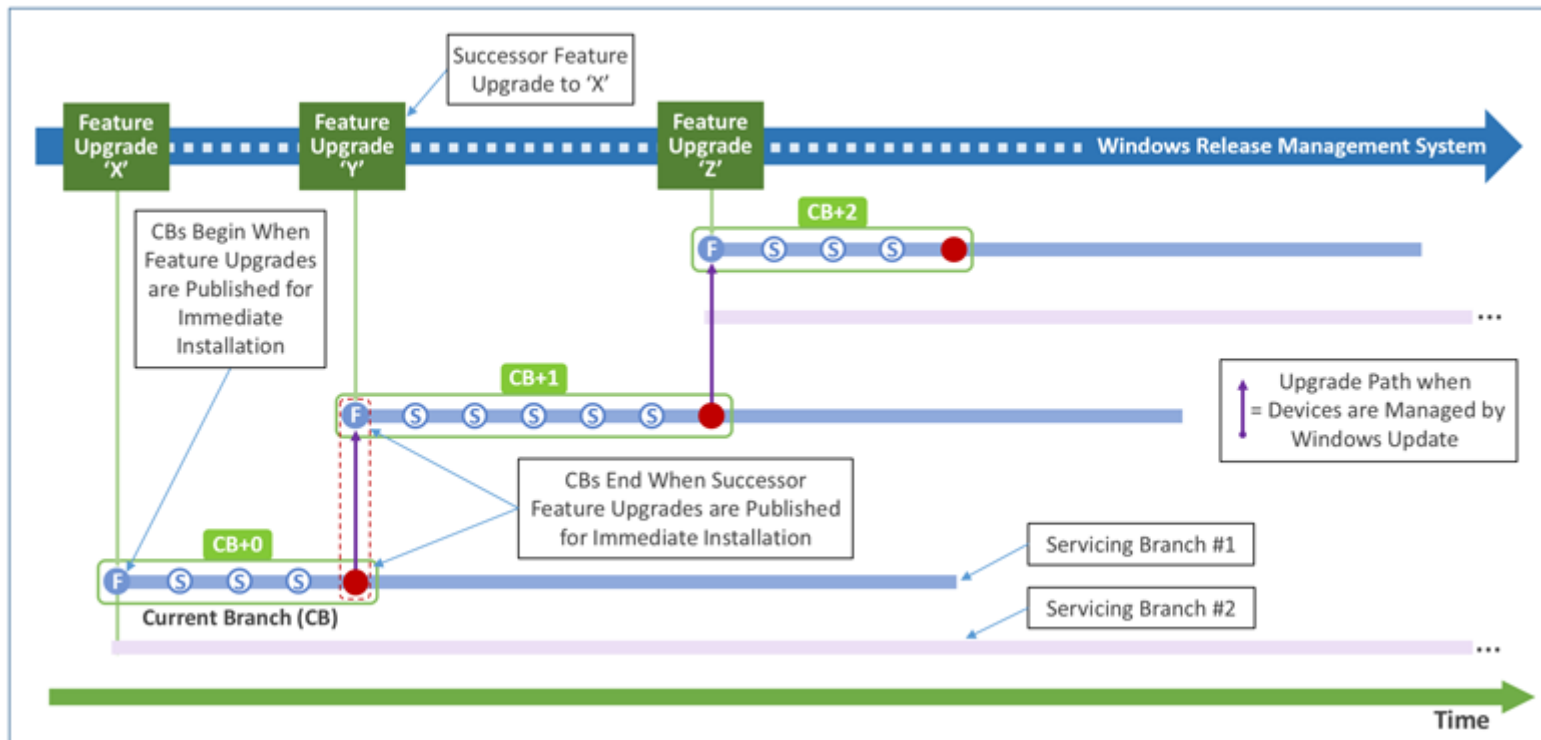 Successor Feature
Upgrade to ‘X’
Feature
Upgrade
‘X’
Feature
Upgrade
‘Y’
Feature
Upgrade
‘Z’
Windows Release Management System
CBs Begin When
Feature Upgrades
are Published for
Immediate
Installation
CB+2
F S S S
...
CB+1
F S S S S S
Upgrade Path when
= Devices are Managed by
Windows Update
CBs End When Successor
Feature Upgrades are Published
for Immediate Installation
CB+0
F S S S
Current Branch (CB)
Servicing Branch #1
Servicing Branch #2
...
Time